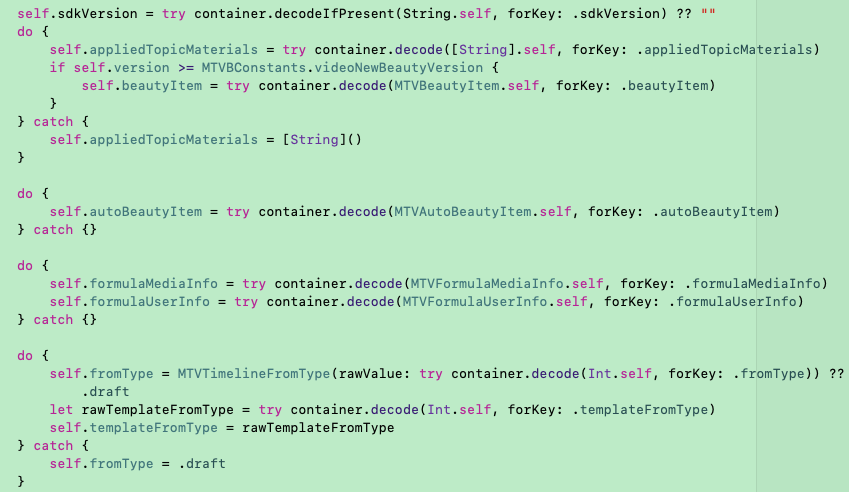 self.sdkVersion = try container.decodeIfPresent(String.self, forKey: .sdkVersion) ?? ""
do {
    self.appliedTopicMaterials = try container.decode([String].self, forKey: .appliedTopicMaterials)
    if self.version >= MTVBConstants.videoNewBeautyVersion {
        self.beautyItem = try container.decode(MTVBeautyItem.self, forKey: .beautyItem)
    }
} catch {
    self.appliedTopicMaterials = [String]()
}

do {
    self.autoBeautyItem = try container.decode(MTVAutoBeautyItem.self, forKey: .autoBeautyItem)
} catch {}

do {
    self.formulaMediaInfo = try container.decode(MTVFormulaMediaInfo.self, forKey: .formulaMediaInfo)
    self.formulaUserInfo = try container.decode(MTVFormulaUserInfo.self, forKey: .formulaUserInfo)
} catch {}

do {
    self.fromType = MTVTimelineFromType(rawValue: try container.decode(Int.self, forKey: .fromType)) ??
        .draft
    let rawTemplateFromType = try container.decode(Int.self, forKey: .templateFromType)
    self.templateFromType = rawTemplateFromType
} catch {
    self.fromType = .draft
}